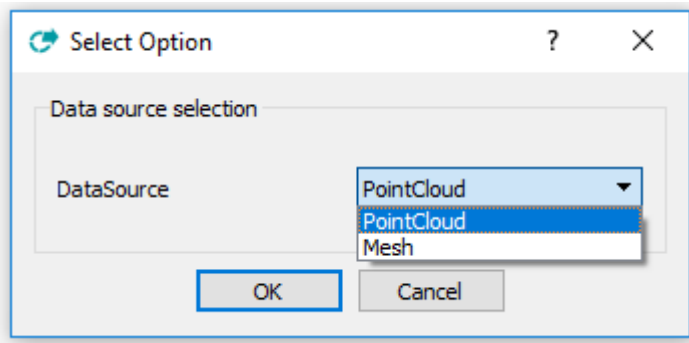 Select Option ?
Data source selection
DataSource PointCloud
PointCloud
Mesh
OK Cancel